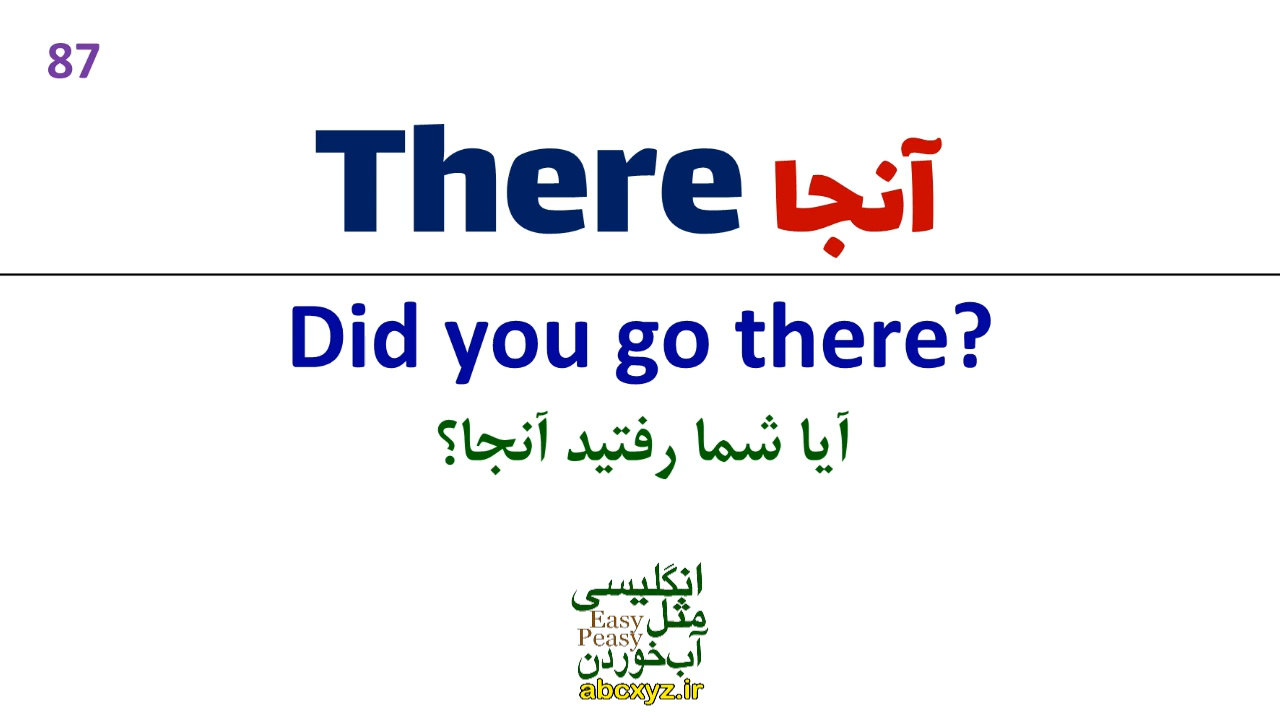 87
There آنجا
Did you go there?
آیا شما رفتید آنجا؟
انگلیسی
مثل
Easy
Peasy
آب‌خوردن
abcxyz.ir